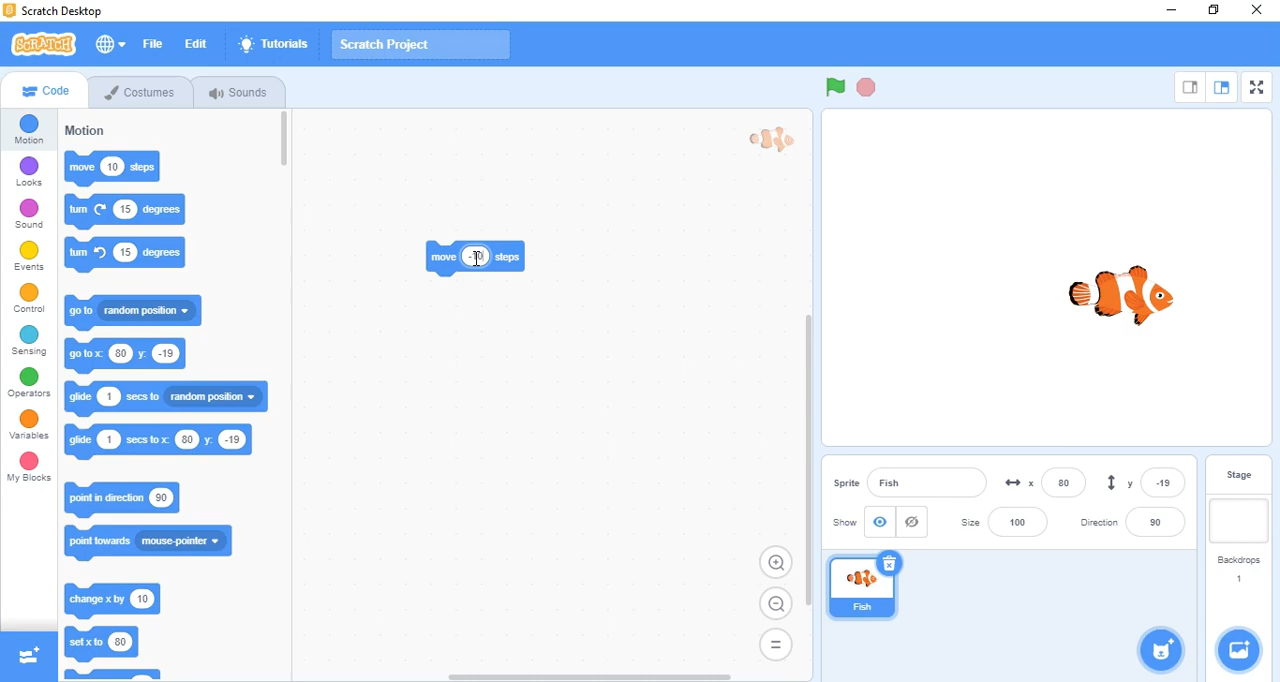 Scratch Desktop
SCRATCH File Edit Tutorials Scratch Project
Code Costumes Sounds
Motion
Looks
Sound
Events
Control
Sensing
Operators
Variables
My Blocks
Motion
move 10 steps
turn 15 degrees
turn 15 degrees
go to random position
go to x: 80 y: -19
glide 1 secs to random position
glide 1 secs to x: 80 y: -19
point in direction 90
point towards mouse-pointer
change x by 10
set x to 80
move -10 steps
Sprite Fish x 80 y -19
Show Size 100 Direction 90
Fish
Stage
Backdrops
1